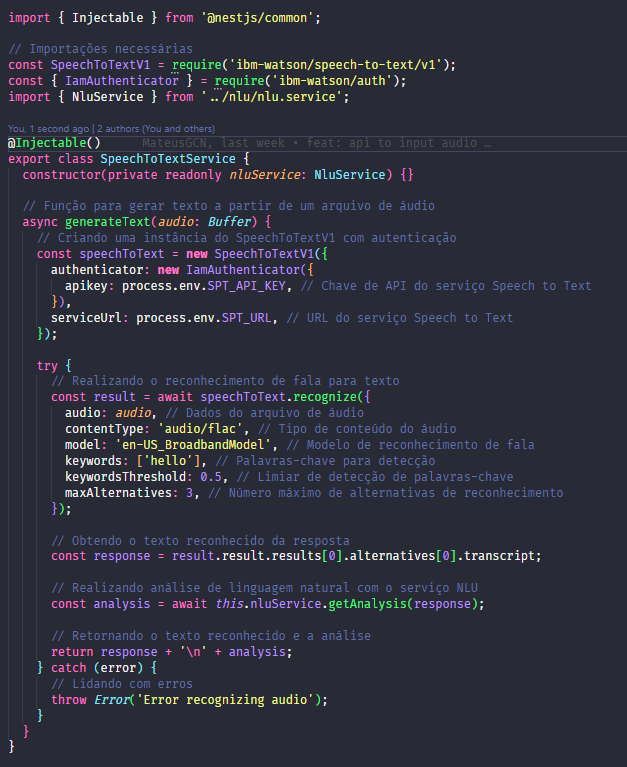 import { Injectable } from '@nestjs/common';
// Importações necessárias
const SpeechToTextV1 = require('ibm-watson/speech-to-text/v1');
const { IamAuthenticator } = require('ibm-watson/auth');
import { NluService } from '../nlu/nlu.service';
You, 1 second ago | 2 authors (You and others)
@Injectable() MateusGCN, last week • feat: api to input audio …
export class SpeechToTextService {
constructor(private readonly nluService: NluService) {}
// Função para gerar texto a partir de um arquivo de áudio
async generateText(audio: Buffer) {
// Criando uma instância do SpeechToTextV1 com autenticação
const speechToText = new SpeechToTextV1({
authenticator: new IamAuthenticator({
apikey: process.env.SPT_API_KEY, // Chave de API do serviço Speech to Text
}),
serviceUrl: process.env.SPT_URL, // URL do serviço Speech to Text
});
try {
// Realizando o reconhecimento de fala para texto
const result = await speechToText.recognize({
audio: audio, // Dados do arquivo de áudio
contentType: 'audio/flac', // Tipo de conteúdo do áudio
model: 'en-US_BroadbandModel', // Modelo de reconhecimento de fala
keywords: ['hello'], // Palavras-chave para detecção
keywordsThreshold: 0.5, // Limiar de detecção de palavras-chave
maxAlternatives: 3, // Número máximo de alternativas de reconhecimento
});
// Obtendo o texto reconhecido da resposta
const response = result.result.results[0].alternatives[0].transcript;
// Realizando análise de linguagem natural com o serviço NLU
const analysis = await this.nluService.getAnalysis(response);
// Retornando o texto reconhecido e a análise
return response + '\n' + analysis;
} catch (error) {
// Lidando com erros
throw Error('Error recognizing audio');
}
}
}